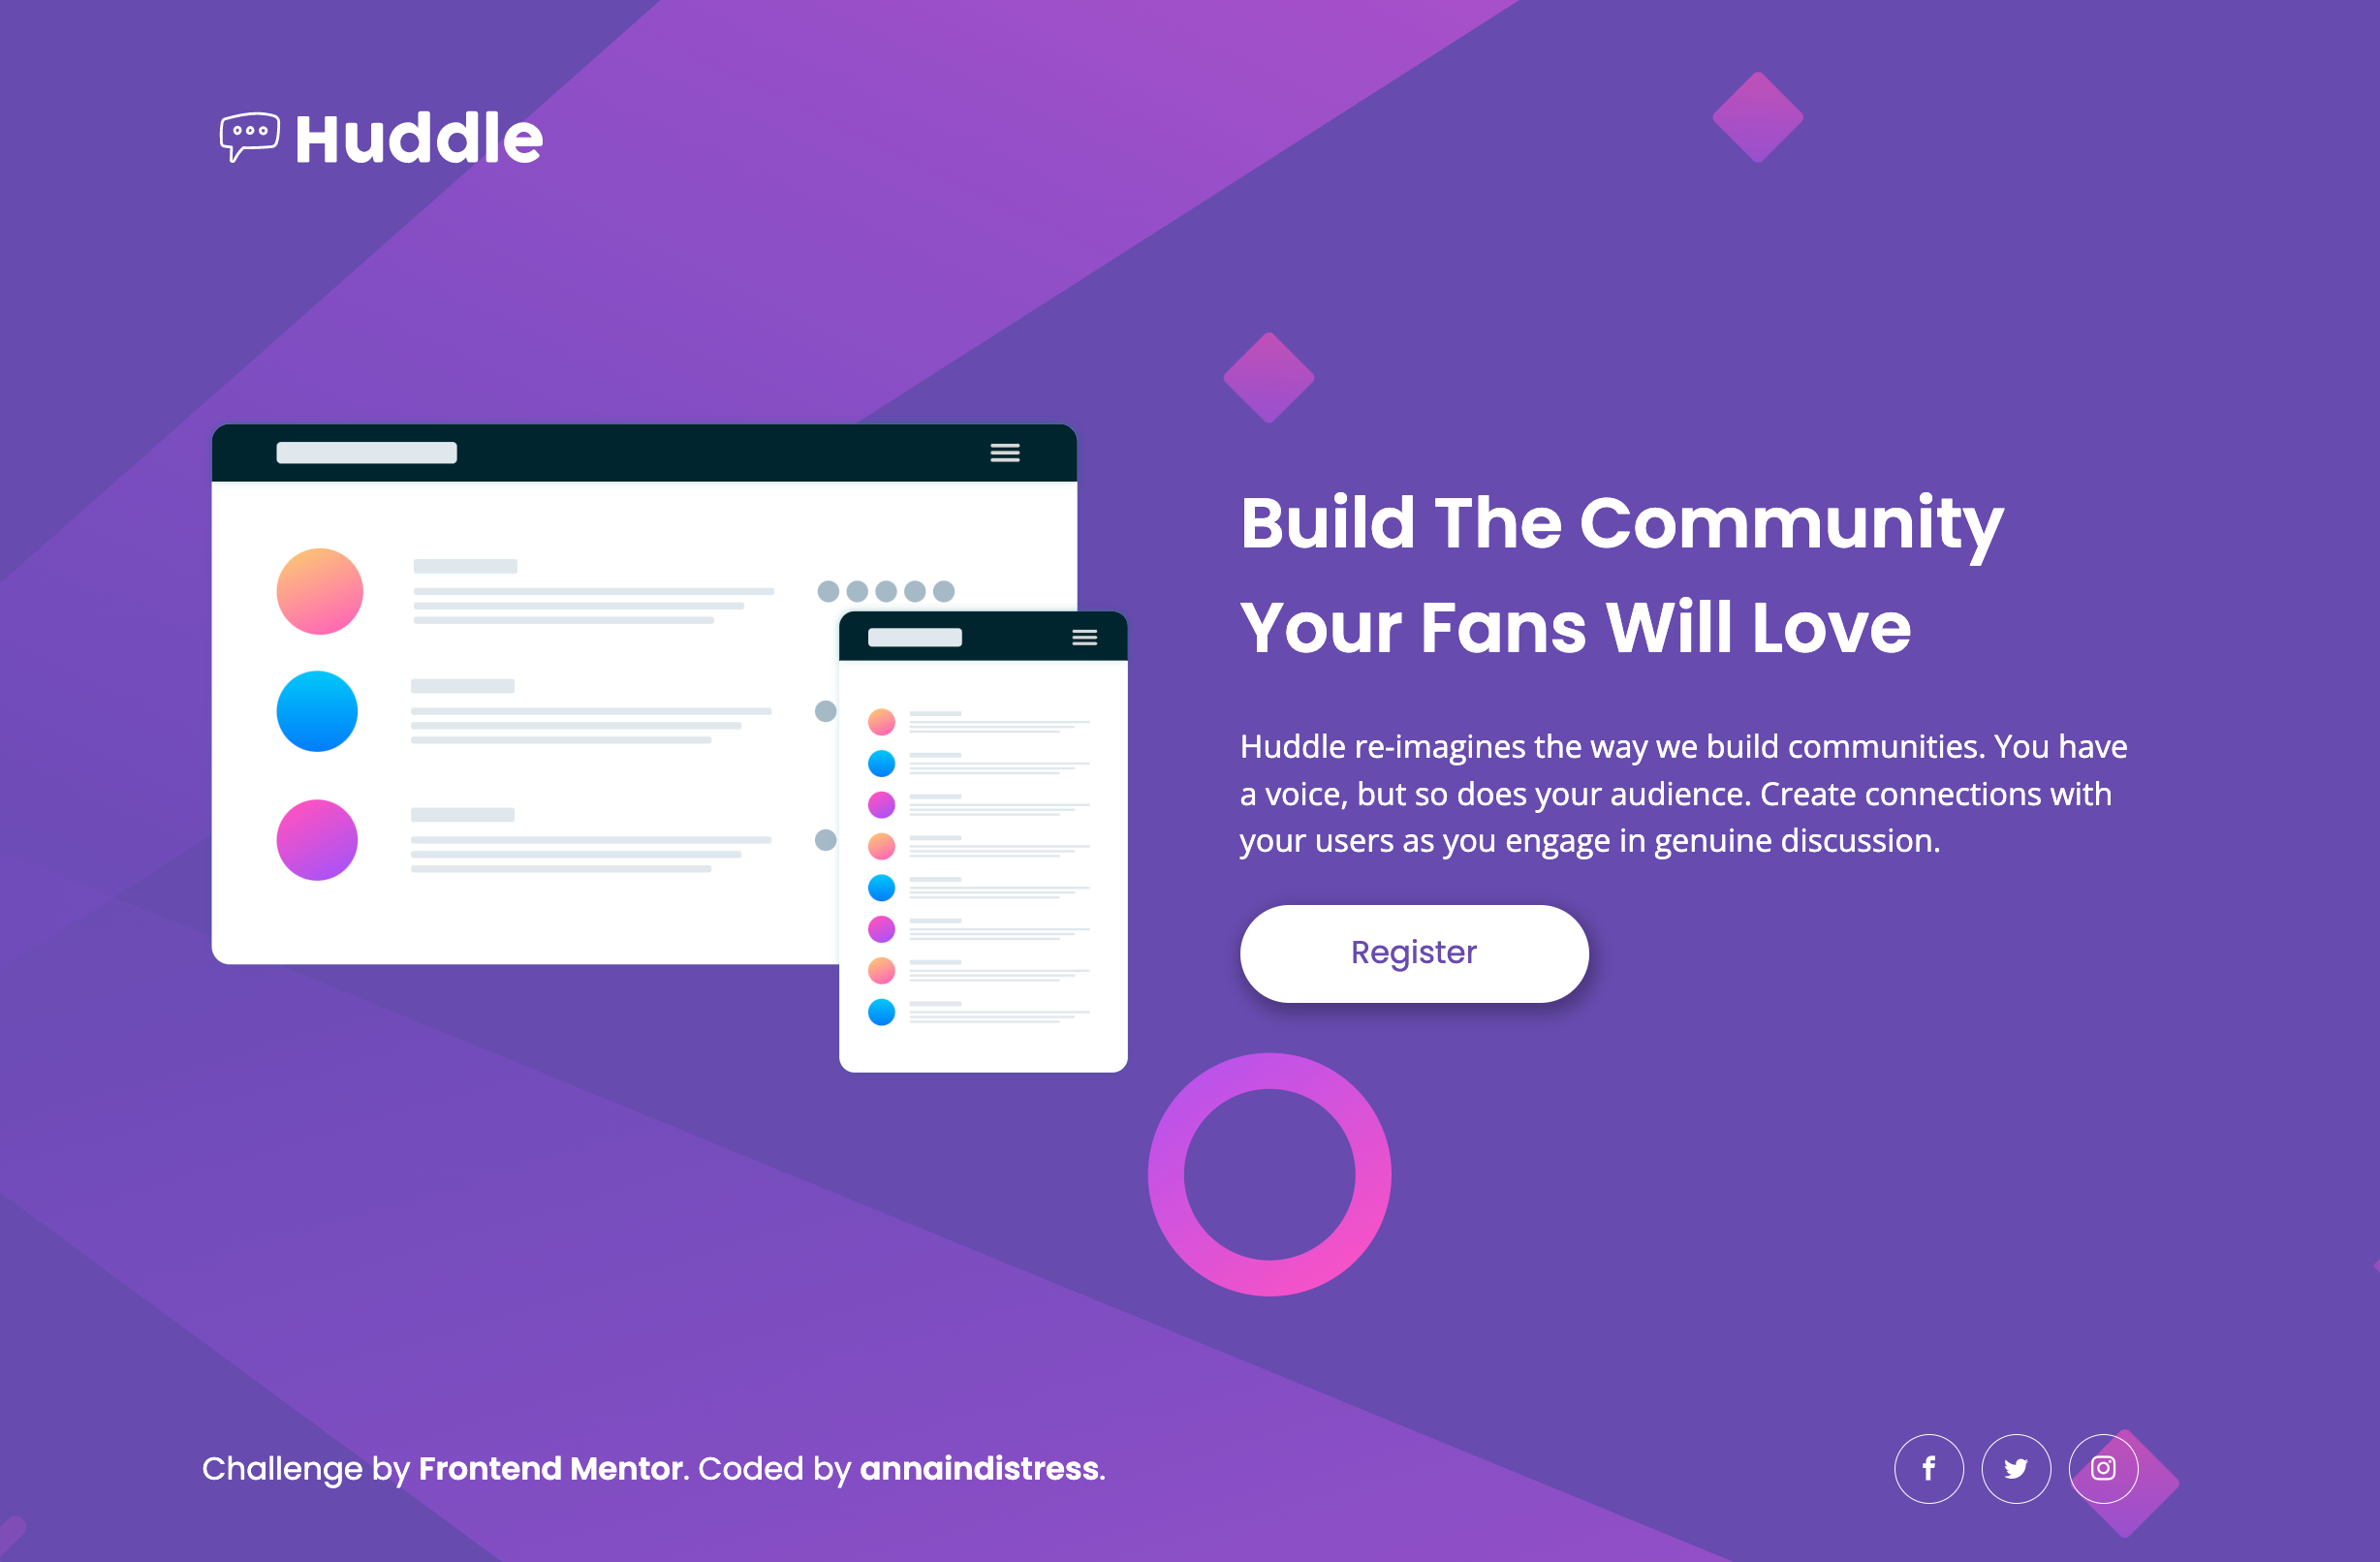 Huddle
Build The Community
Your Fans Will Love
Huddle re-imagines the way we build communities. You have
a voice, but so does your audience. Create connections with
your users as you engage in genuine discussion.
Register
Challenge by Frontend Mentor. Coded by annaindistress.